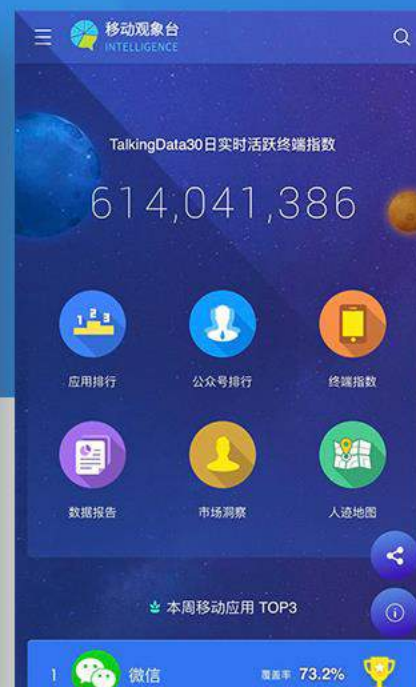 移动观象台
INTELLIGENCE
TalkingData30日实时活跃终端指数
614,041,386
1 2 3
应用排行 公众号排行 终端指数
数据报告 市场洞察 人迹地图
本周移动应用 TOP3
1 微信 覆盖率 73.2%